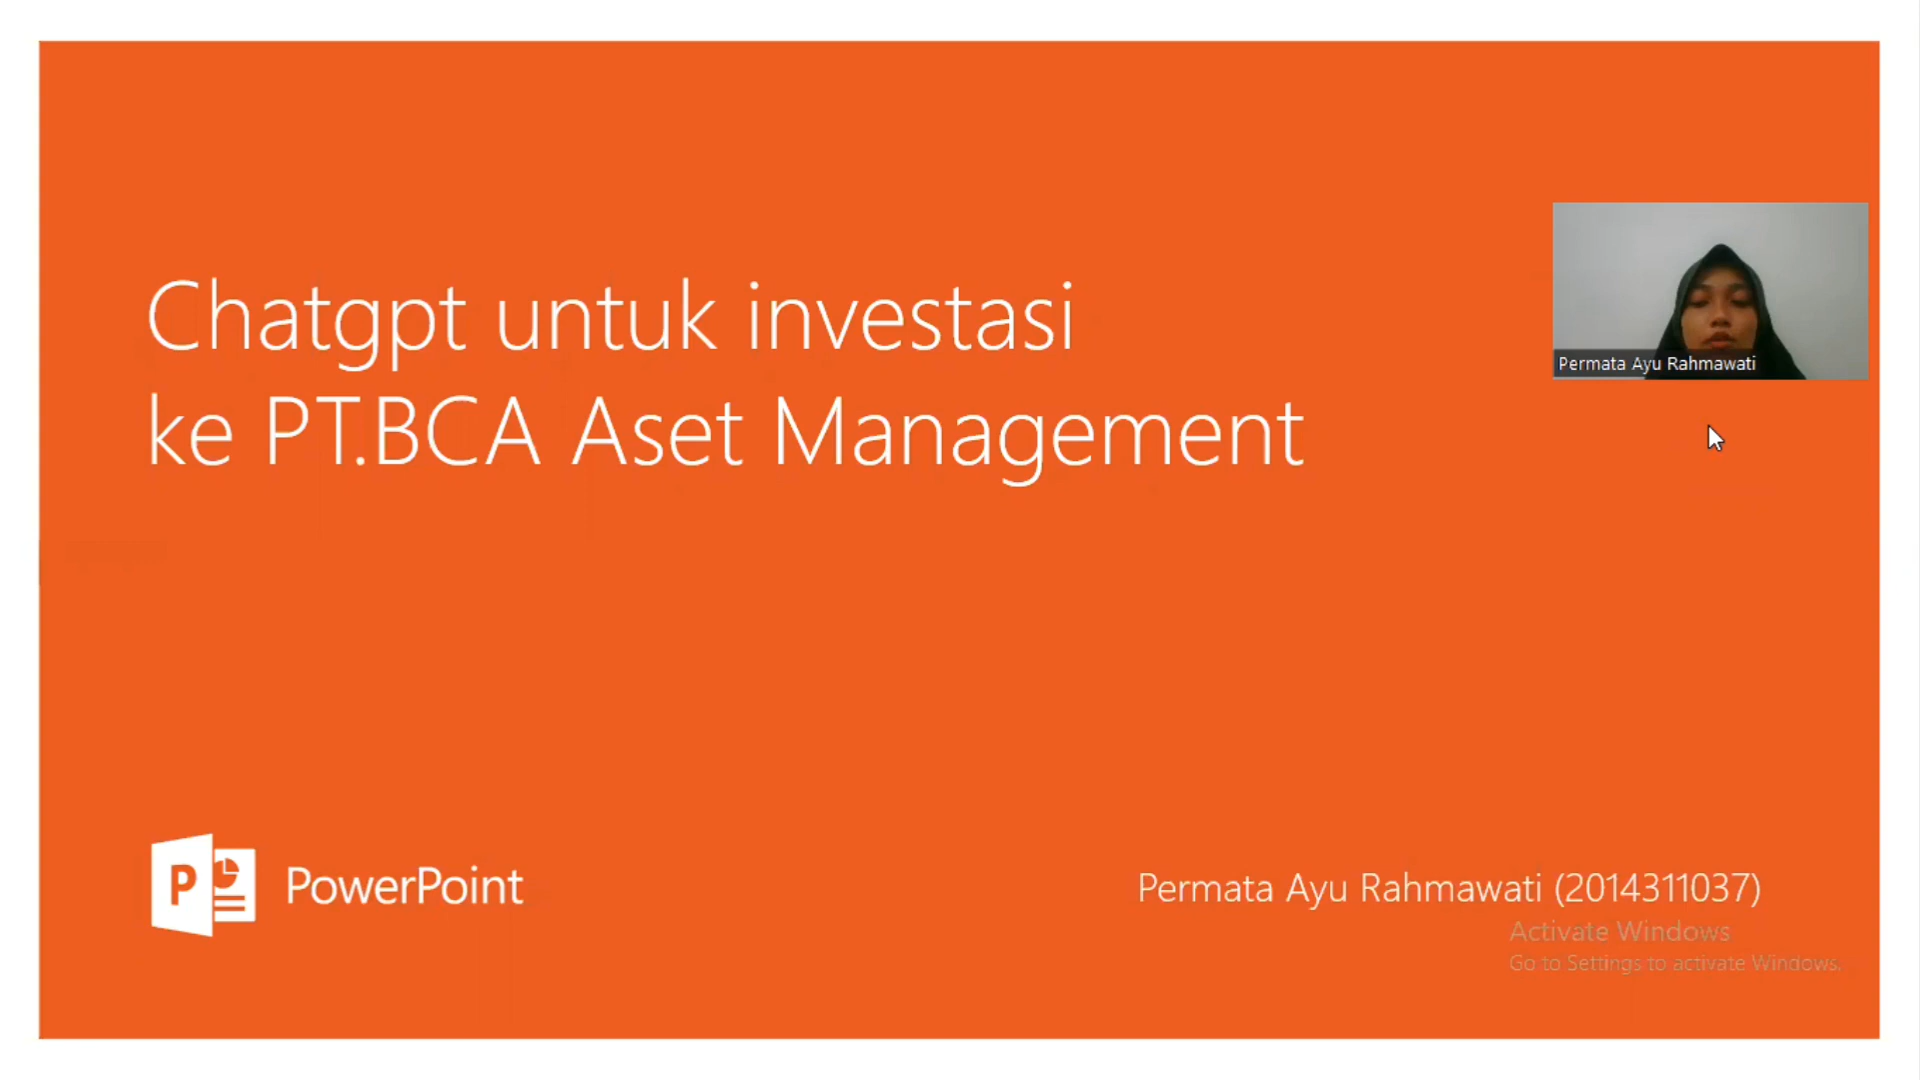 Chatgpt untuk investasi
ke PT.BCA Aset Management
Permata Ayu Rahmawati
P
PowerPoint
Permata Ayu Rahmawati (2014311037)
Activate Windows
Go to Settings to activate Windows.